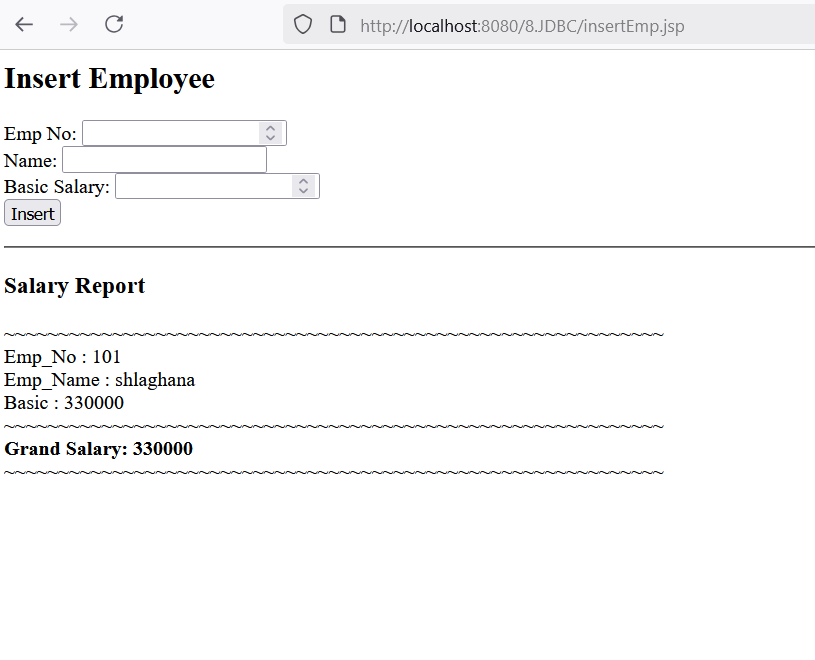 http://localhost:8080/8.JDBC/insertEmp.jsp
Insert Employee
Emp No:
Name:
Basic Salary:
Insert
Salary Report
~~~~~~~~~~~~~~~~~~~~~~~~~~~~~~~~~~~~~~~~~~~~~~~~~~~~~~~~~~~~~
Emp_No : 101
Emp_Name : shlaghana
Basic : 330000
~~~~~~~~~~~~~~~~~~~~~~~~~~~~~~~~~~~~~~~~~~~~~~~~~~~~~~~~~~~~~
Grand Salary: 330000
~~~~~~~~~~~~~~~~~~~~~~~~~~~~~~~~~~~~~~~~~~~~~~~~~~~~~~~~~~~~~